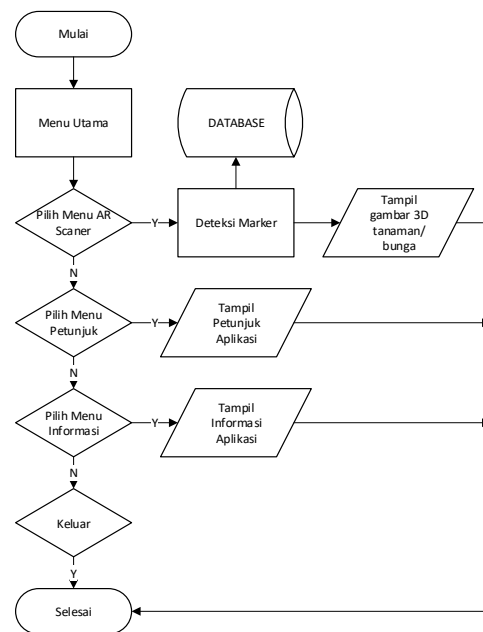 Mulai
Menu Utama
DATABASE
Pilih Menu AR
Scaner
Y
Deteksi Marker
Tampil
gambar 3D
tanaman/
bunga
N
Pilih Menu
Petunjuk
Y
Tampil
Petunjuk
Aplikasi
N
Pilih Menu
Informasi
Y
Tampil
Informasi
Aplikasi
N
Keluar
Y
Selesai